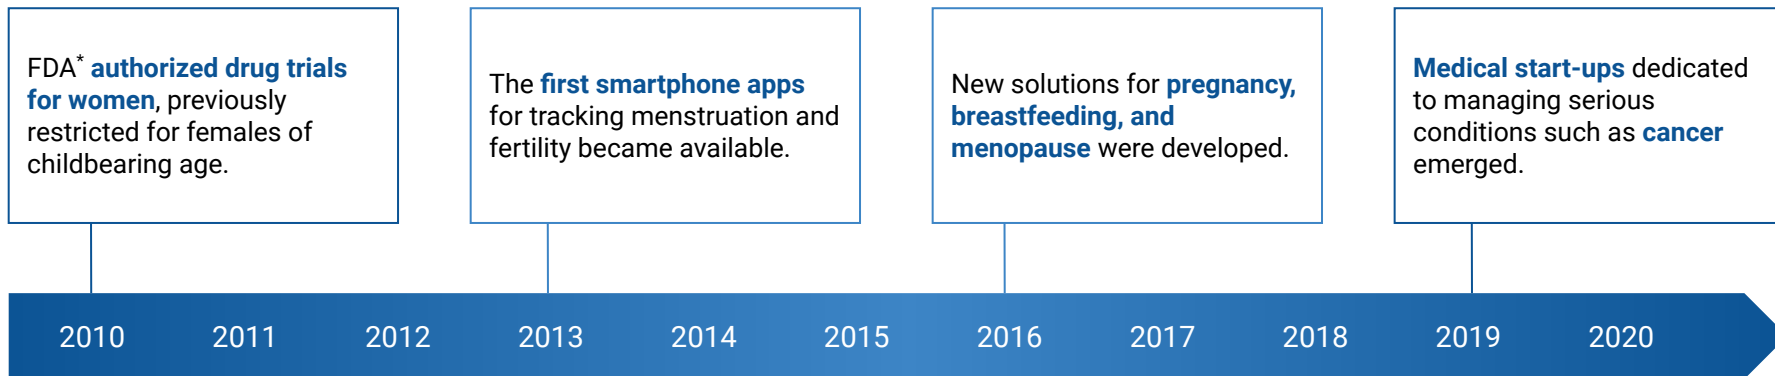 FDA* authorized drug trials
for women, previously
restricted for females of
childbearing age.
The first smartphone apps
for tracking menstruation and
fertility became available.
New solutions for pregnancy,
breastfeeding, and
menopause were developed.
Medical start-ups dedicated
to managing serious
conditions such as cancer
emerged.
2010 2011 2012 2013 2014 2015 2016 2017 2018 2019 2020